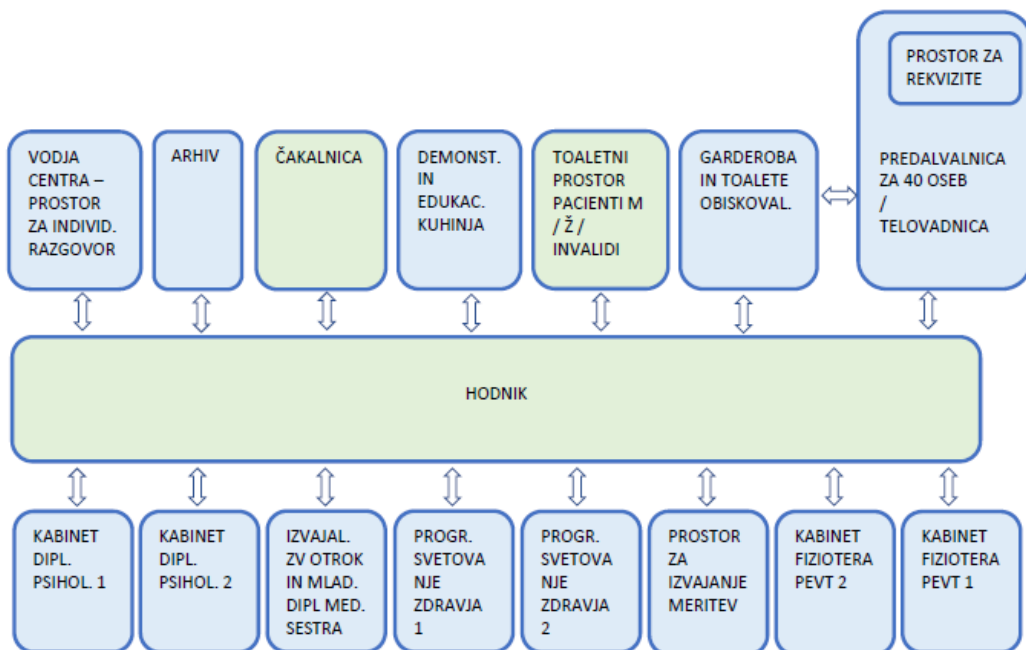 PROSTOR ZA
REKVIZITE
VODJA
CENTRA –
PROSTOR
ZA INDIVID.
RAZGOVOR
ARHIV
ČAKALNICA
DEMONST.
IN
EDUKAC.
KUHINJA
TOALETNI
PROSTOR
PACIENTI M
/ Ž /
INVALIDI
GARDEROBA
IN TOALETE
OBISKOVAL.
PREDALVALNICA
ZA 40 OSEB
/
TELOVADNICA
HODNIK
KABINET
DIPL.
PSIHOL. 1
KABINET
DIPL.
PSIHOL. 2
IZVAJAL.
ZV OTROK
IN MLAD.
DIPL MED.
SESTRA
PROGR.
SVETOVA
NJE
ZDRAVJA
1
PROGR.
SVETOVA
NJE
ZDRAVJA
2
PROSTOR
ZA
IZVAJANJE
MERITEV
KABINET
FIZIOTERA
PEVT 2
KABINET
FIZIOTERA
PEVT 1